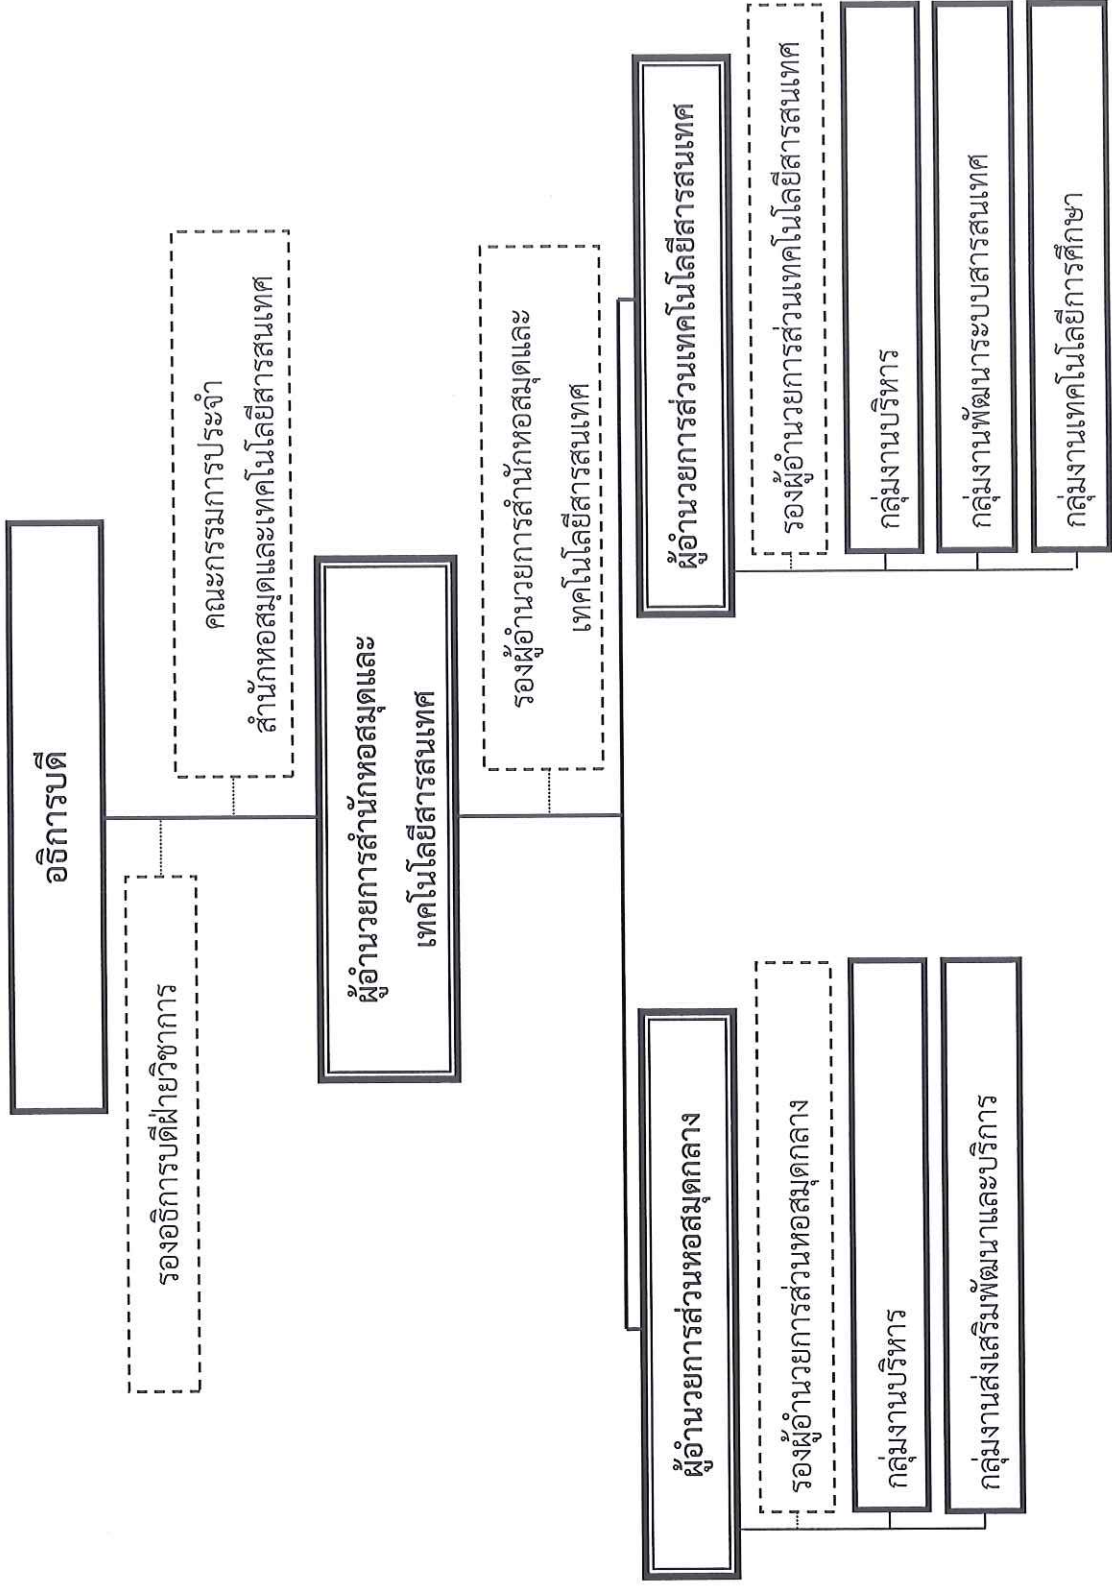 อธิการบดี
รองอธิการบดีฝ่ายวิชาการ
คณะกรรมการประจำ
สำนักหอสมุดและเทคโนโลยีสารสนเทศ
ผู้อำนวยการสำนักหอสมุดและ
เทคโนโลยีสารสนเทศ
รองผู้อำนวยการสำนักหอสมุดและ
เทคโนโลยีสารสนเทศ
ผู้อำนวยการส่วนหอสมุดกลาง
รองผู้อำนวยการส่วนหอสมุดกลาง
กลุ่มงานบริหาร
กลุ่มงานส่งเสริมพัฒนาและบริการ
ผู้อำนวยการส่วนเทคโนโลยีสารสนเทศ
รองผู้อำนวยการส่วนเทคโนโลยีสารสนเทศ
กลุ่มงานบริหาร
กลุ่มงานพัฒนาระบบสารสนเทศ
กลุ่มงานเทคโนโลยีการศึกษา